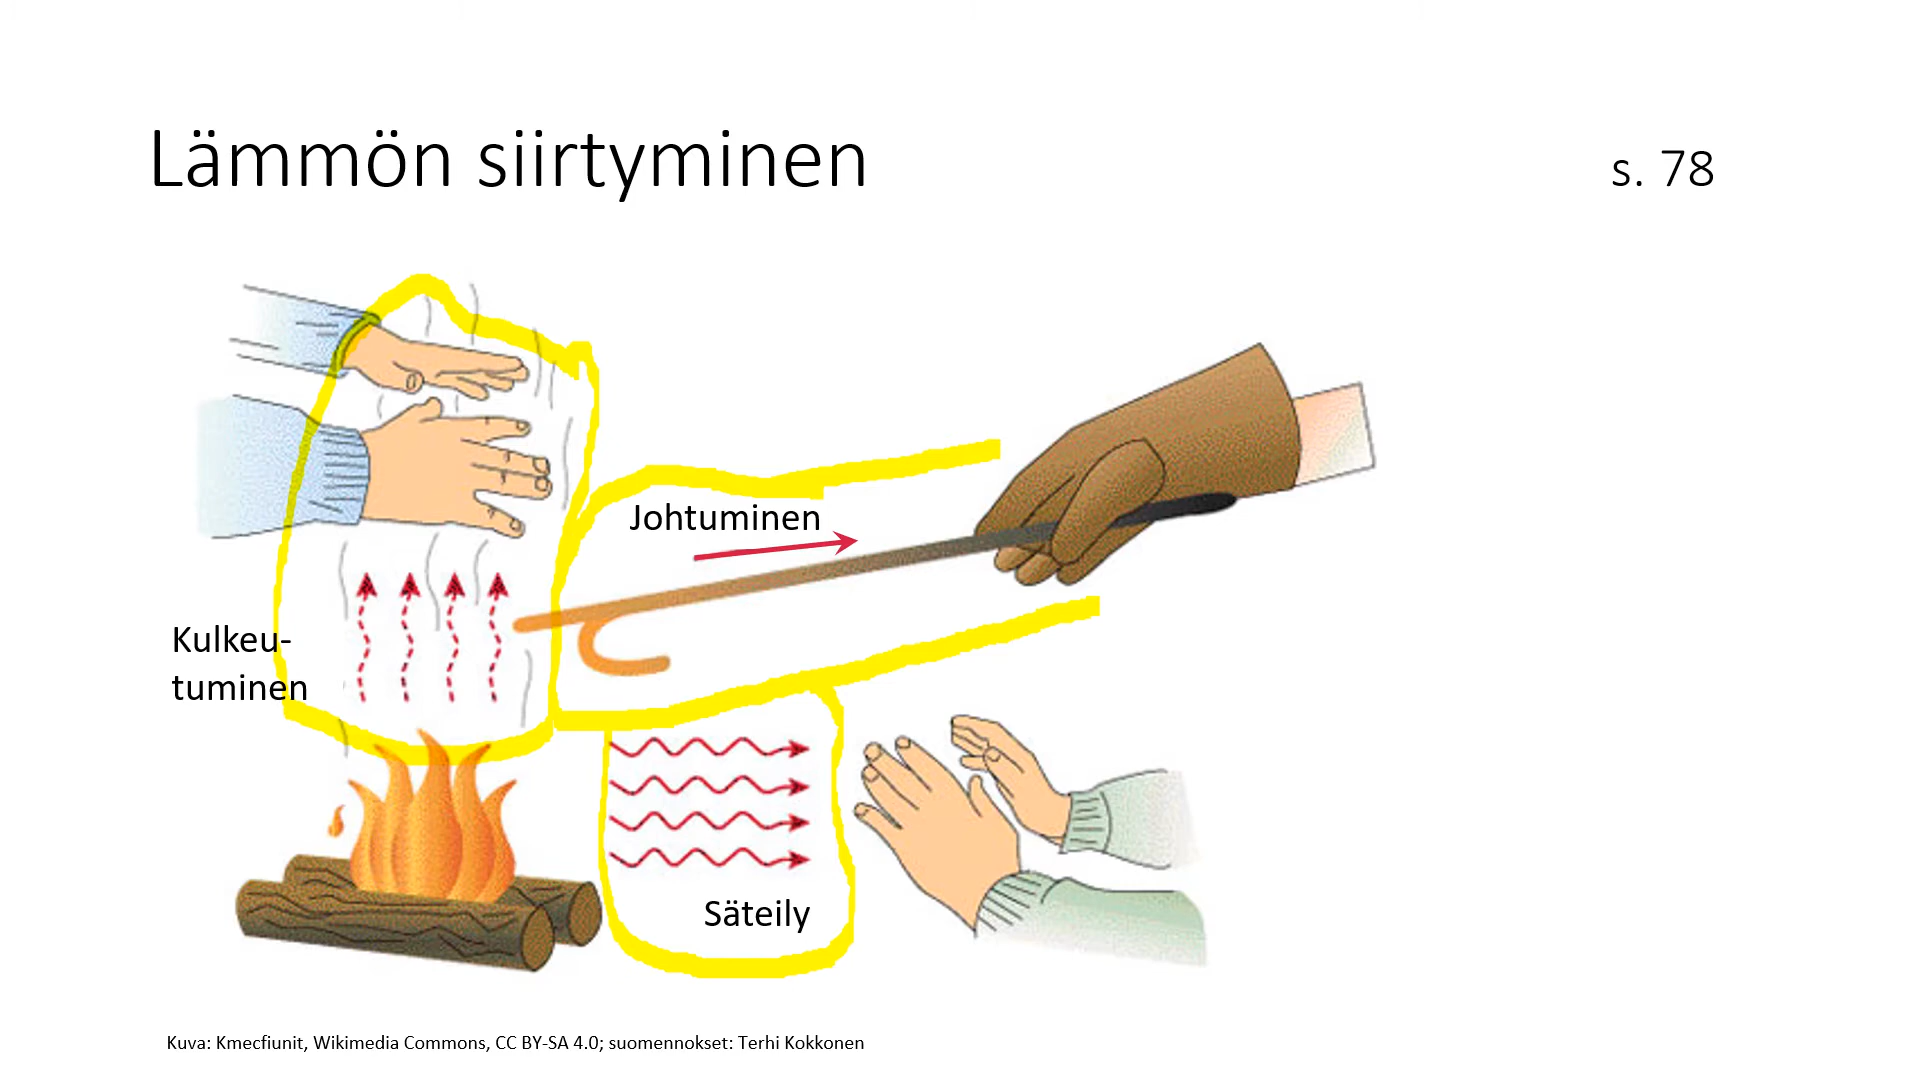 Lämmön siirtyminen
s. 78
Johtuminen
Kulkeu-
tuminen
Säteily
Kuva: Kmecfiunit, Wikimedia Commons, CC BY-SA 4.0; suomennokset: Terhi Kokkonen